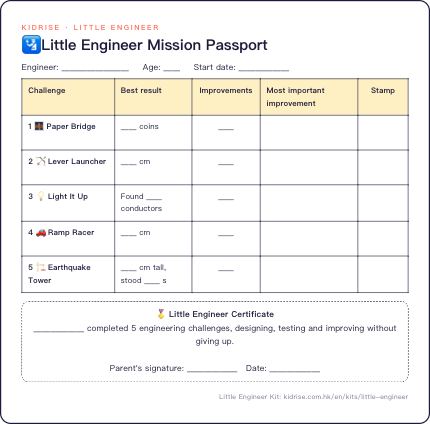 KIDRISE · LITTLE ENGINEER
🛂Little Engineer Mission Passport
Engineer: ______________ Age: ____ Start date: ____________
Challenge Best result Improvements Most important improvement Stamp
1 🌉 Paper Bridge ____ coins ____
2 🏹 Lever Launcher ____ cm ____
3 💡 Light It Up Found ____ conductors ____
4 🚗 Ramp Racer ____ cm ____
5 🏗️ Earthquake Tower ____ cm tall, stood ____ s ____
🏅 Little Engineer Certificate
____________ completed 5 engineering challenges, designing, testing and improving without
giving up.
Parent's signature: ____________ Date: ____________
Little Engineer Kit: kidrise.com.hk/en/kits/little-engineer